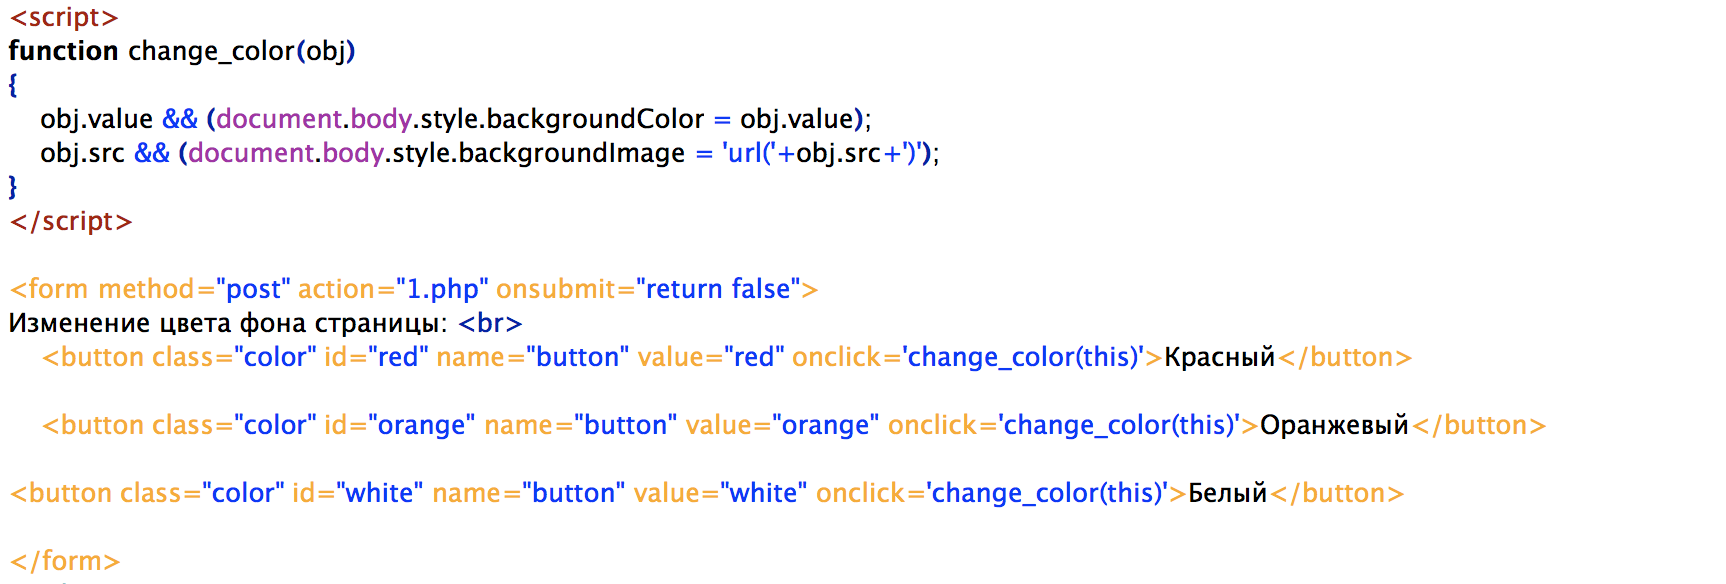 <script>
function change_color(obj)
{
obj.value && (document.body.style.backgroundColor = obj.value);
obj.src && (document.body.style.backgroundImage = 'url('+obj.src+')');
}
</script>
<form method="post" action="1.php" onsubmit="return false">
Изменение цвета фона страницы: <br>
<button class="color" id="red" name="button" value="red" onclick='change_color(this)'>Красный</button>
<button class="color" id="orange" name="button" value="orange" onclick='change_color(this)'>Оранжевый</button>
<button class="color" id="white" name="button" value="white" onclick='change_color(this)'>Белый</button>
</form>